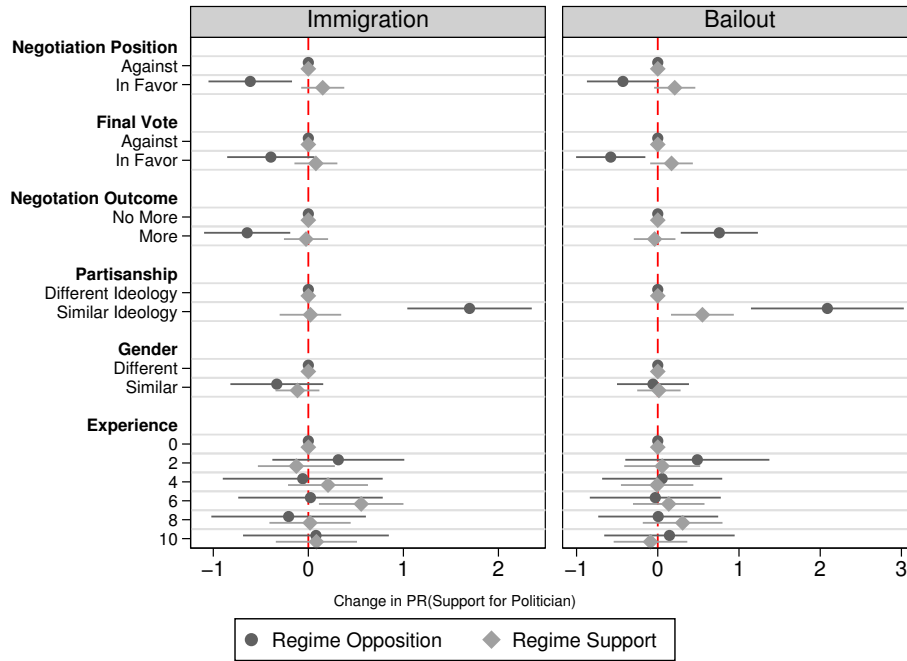 Immigration Bailout
Negotiation Position
Against
In Favor
Final Vote
Against
In Favor
Negotation Outcome
No More
More
Partisanship
Different Ideology
Similar Ideology
Gender
Different
Similar
Experience
0
2
4
6
8
10
−1 0 1 2 −1 0 1 2 3
Change in PR(Support for Politician)
Regime Opposition Regime Support